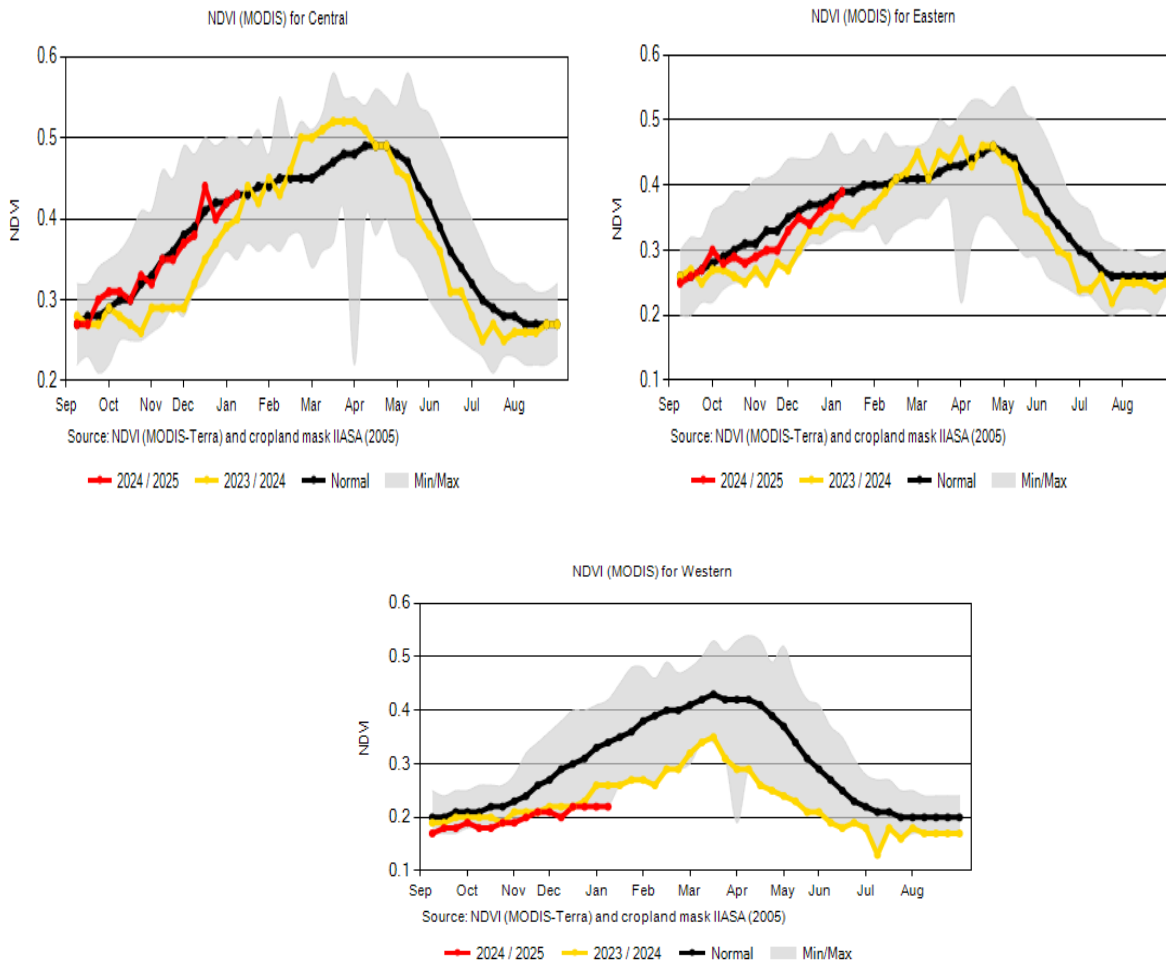 NDVI (MODIS) for Central
0.6
0.5
0.4
0.3
0.2
NDVI
Sep Oct Nov Dec Jan Feb Mar Apr May Jun Jul Aug
Source: NDVI (MODIS-Terra) and cropland mask IIASA (2005)
2024 / 2025 2023 / 2024 Normal Min/Max
NDVI (MODIS) for Eastern
0.6
0.5
0.4
0.3
0.2
0.1
NDVI
Sep Oct Nov Dec Jan Feb Mar Apr May Jun Jul Aug
Source: NDVI (MODIS-Terra) and cropland mask IIASA (2005)
2024 / 2025 2023 / 2024 Normal Min/Max
NDVI (MODIS) for Western
0.6
0.5
0.4
0.3
0.2
0.1
NDVI
Sep Oct Nov Dec Jan Feb Mar Apr May Jun Jul Aug
Source: NDVI (MODIS-Terra) and cropland mask IIASA (2005)
2024 / 2025 2023 / 2024 Normal Min/Max